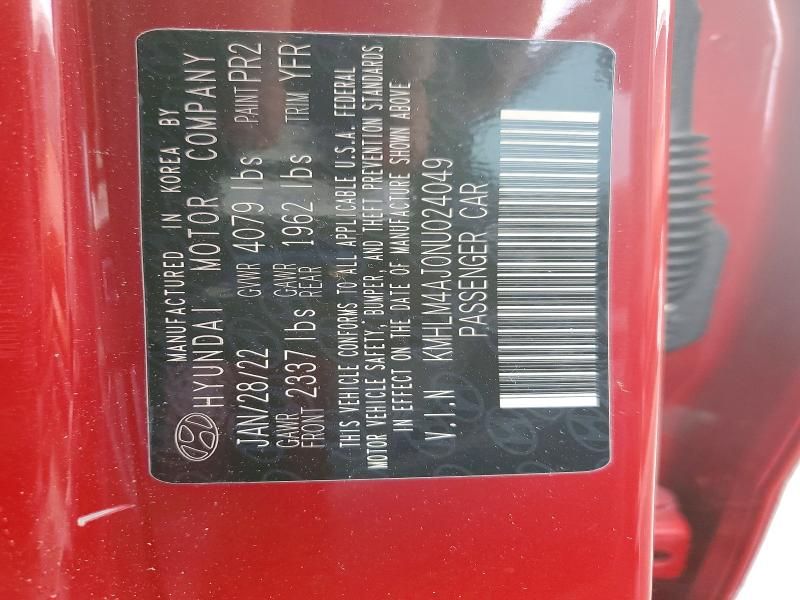 MANUFACTURED IN KOREA BY
HYUNDAI MOTOR COMPANY
JAN/28/22 GVWR 4079 lbs PAINT PR2
GAWR FRONT 2337 lbs GAWR REAR 1962 lbs TRIM YFR
THIS VEHICLE CONFORMS TO ALL APPLICABLE U.S.A. FEDERAL
MOTOR VEHICLE SAFETY, BUMPER, AND THEFT PREVENTION STANDARDS
IN EFFECT ON THE DATE OF MANUFACTURE SHOWN ABOVE
V.I.N KMHLM4AJ0NU024049
PASSENGER CAR